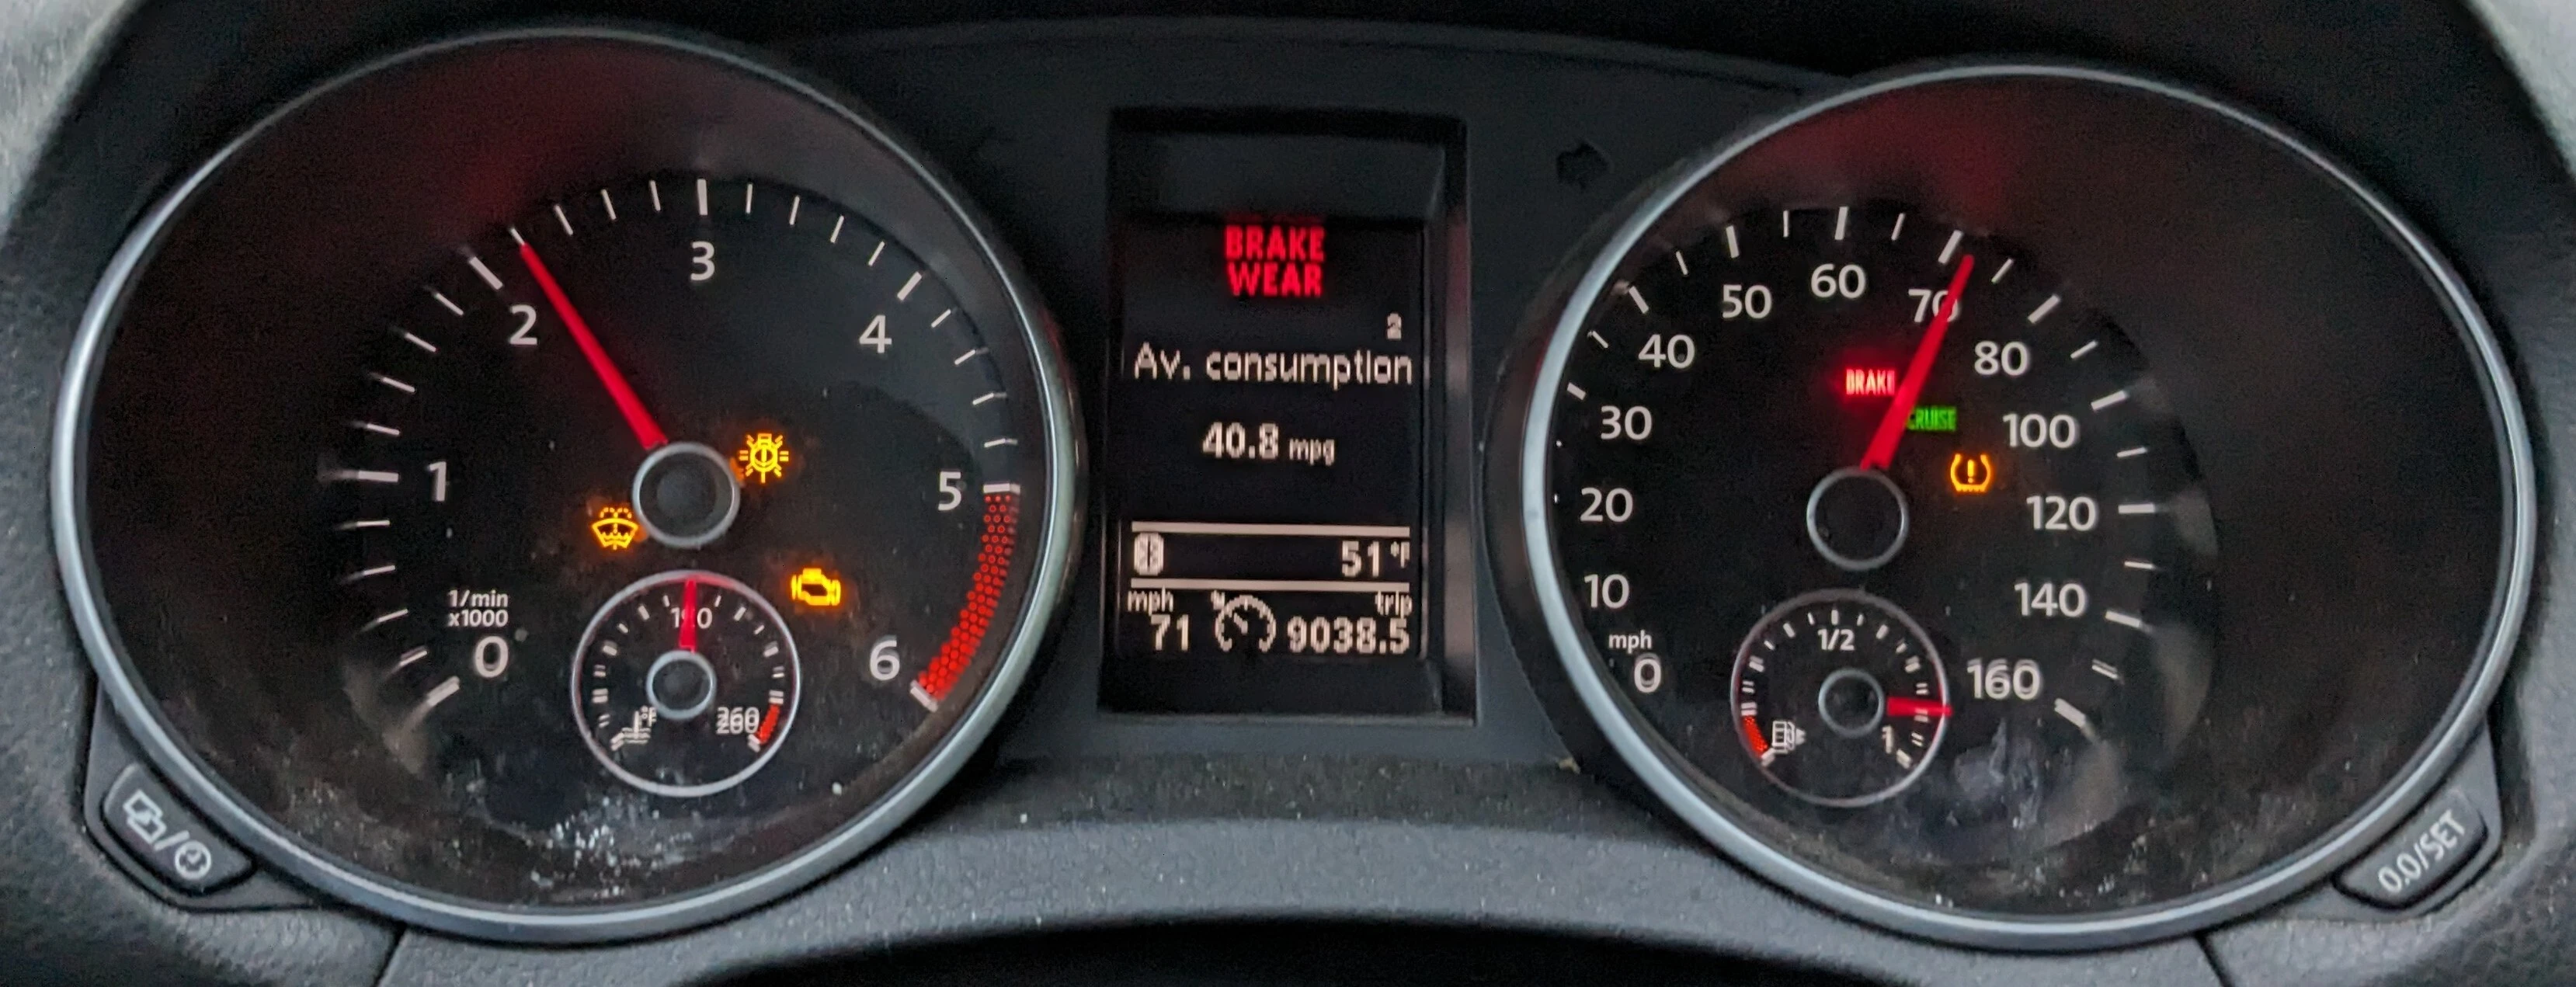 3
2
4
1
5
1/min
x1000
0
6
190
260
BRAKE
WEAR
2
Av. consumption
40.8 mpg
51°F
mph
trip
71
9038.5
60
50
70
40
80
BRAKE
CRUISE
30
100
20
120
10
140
mph
1/2
0
160
1
0.0/SET